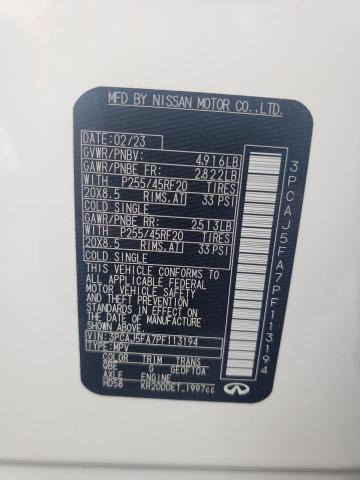 MFD BY NISSAN MOTOR CO.,LTD.
DATE: 02/23
GVWR/PNBV: 4,916LB
GAWR/PNBE FR: 2,822LB
WITH P255/45RF20 TIRES
20X8.5 RIMS,AT 33 PSI
COLD SINGLE
GAWR/PNBE RR: 2,513LB
WITH P255/45RF20 TIRES
20X8.5 RIMS,AT 33 PSI
COLD SINGLE
THIS VEHICLE CONFORMS TO
ALL APPLICABLE FEDERAL
MOTOR VEHICLE SAFETY
AND THEFT PREVENTION
STANDARDS IN EFFECT ON
THE DATE OF MANUFACTURE
SHOWN ABOVE.
VIN: 3PCAJ5FA7PF113194
TYPE: MPV
COLOR TRIM TRANS
QBE G GE0F10A
AXLE ENGINE
HD58 KR20DDET 1997cc
3PCAJ5FA7PF113194
INFINITI